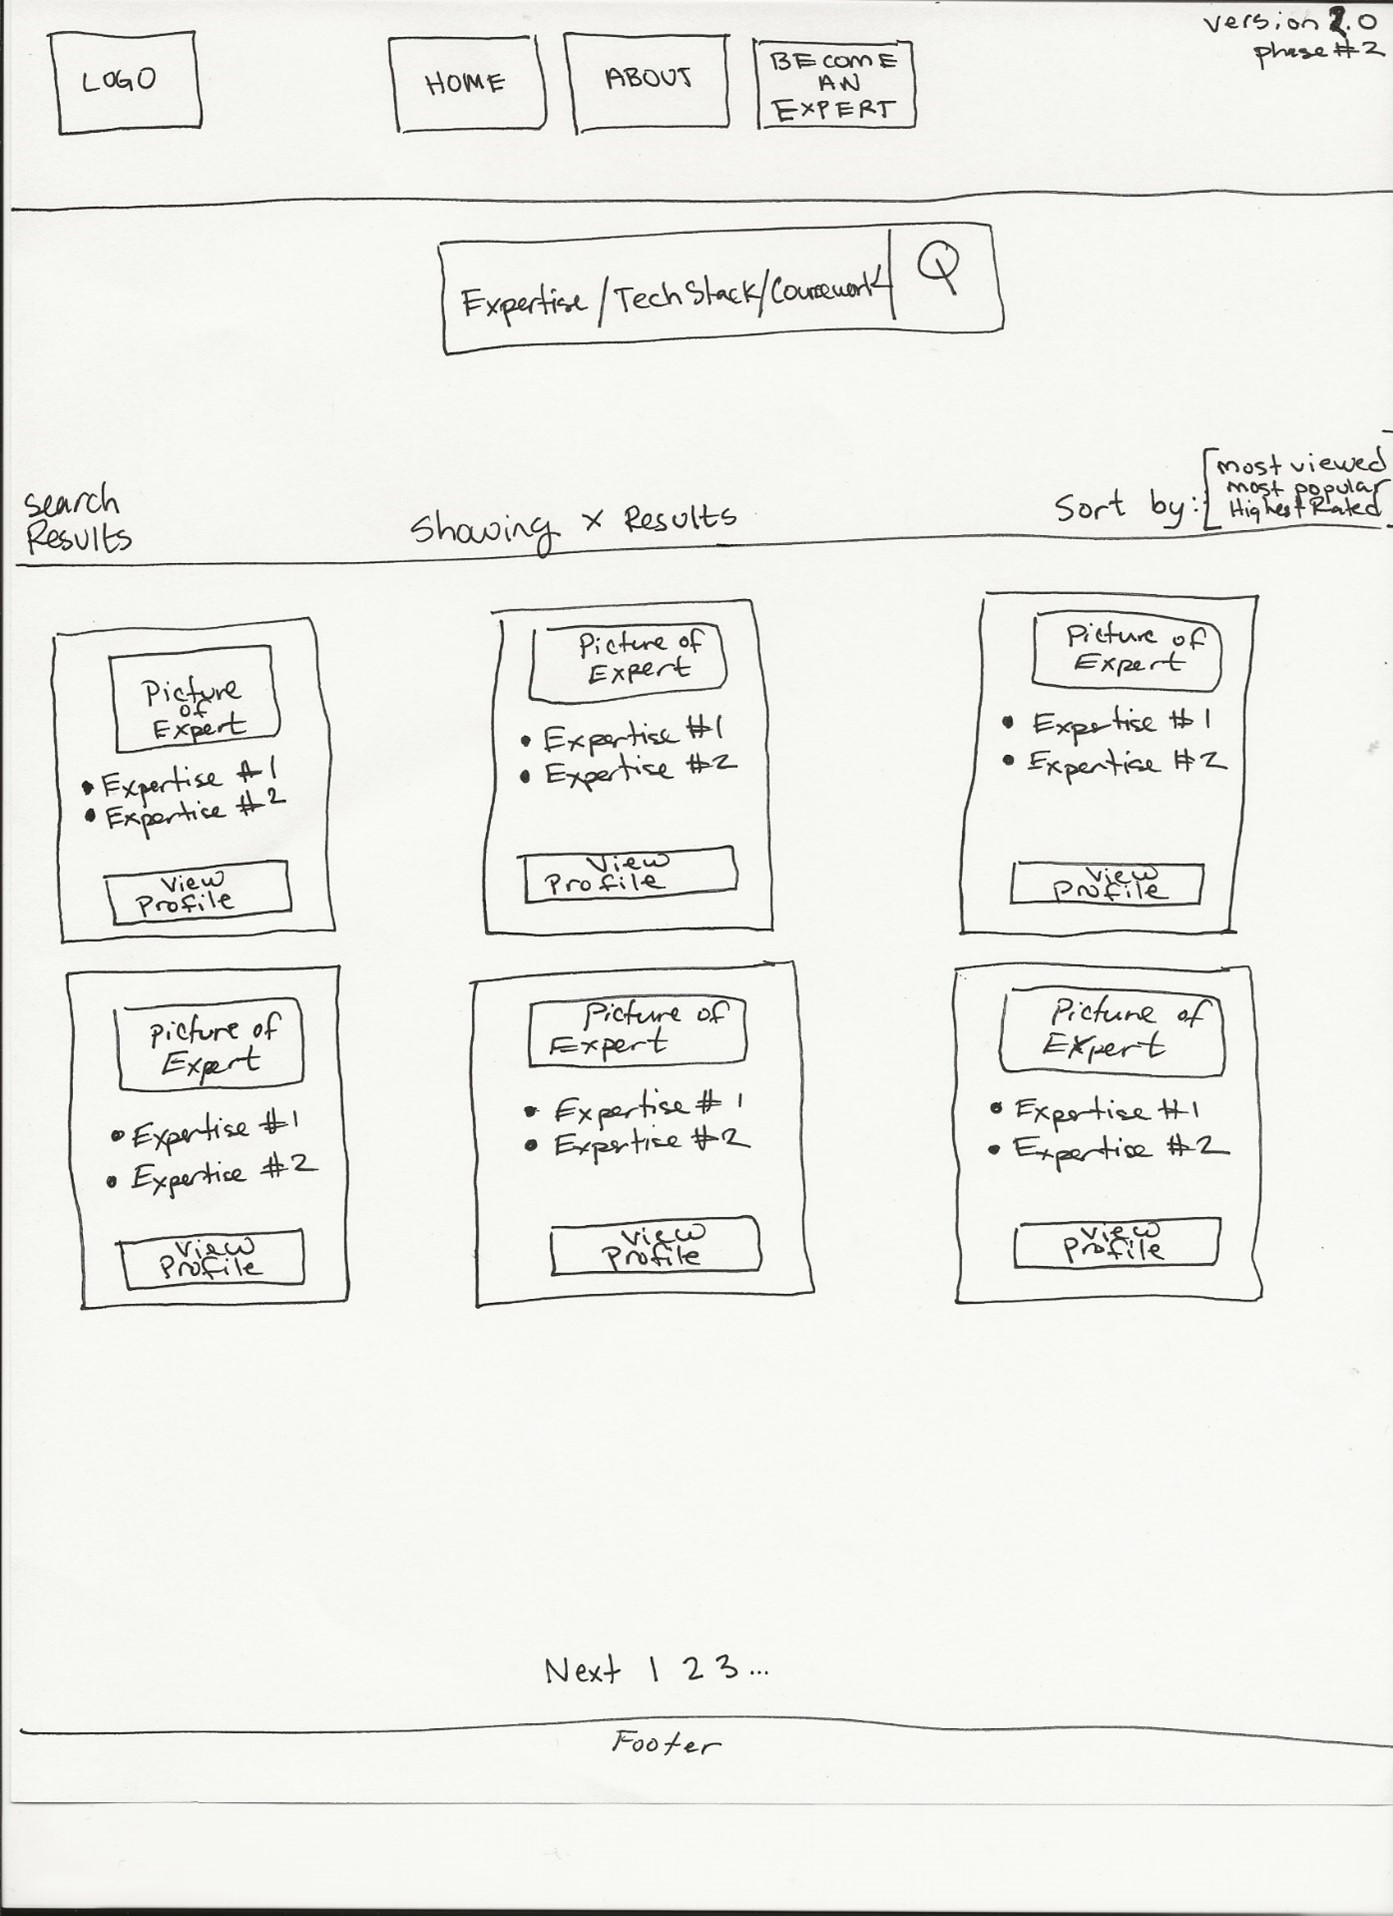 version 2.0
phase #2
LOGO
HOME
ABOUT
BEcomE
AN
EXPERT
Expertise / Tech Stack / Coursework
search
Results
Showing x Results
Sort by:
most viewed
most popular
Highest Rated
Picture
of
Expert
• Expertise #1
• Expertise #2
View
Profile
Picture of
Expert
• Expertise #1
• Expertise #2
View
Profile
Picture of
Expert
• Expertise #1
• Expertise #2
View
Profile
Picture of
Expert
• Expertise #1
• Expertise #2
View
Profile
Picture of
Expert
• Expertise #1
• Expertise #2
View
Profile
Picture of
Expert
• Expertise #1
• Expertise #2
View
Profile
Next 1 2 3 ...
Footer